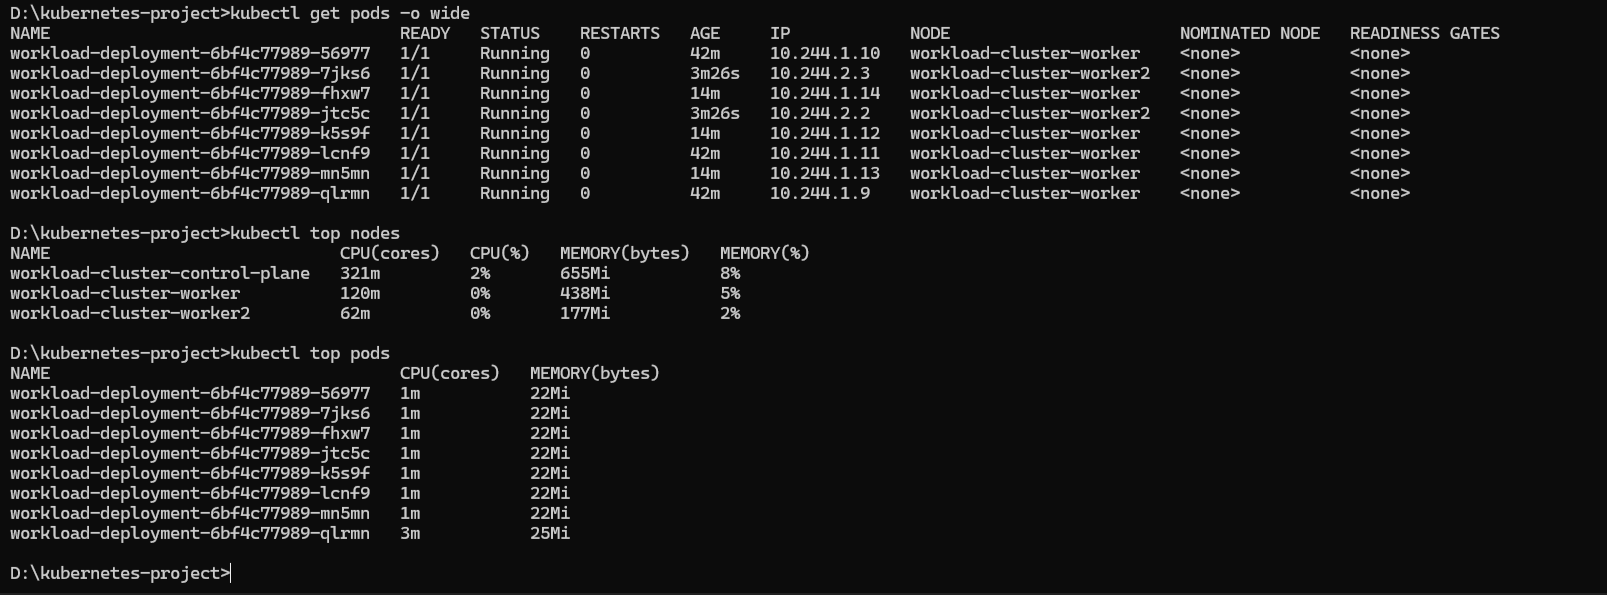 D:\kubernetes-project>kubectl get pods -o wide
NAME READY STATUS RESTARTS AGE IP NODE NOMINATED NODE READINESS GATES
workload-deployment-6bf4c77989-56977 1/1 Running 0 42m 10.244.1.10 workload-cluster-worker <none> <none>
workload-deployment-6bf4c77989-7jks6 1/1 Running 0 3m26s 10.244.2.3 workload-cluster-worker2 <none> <none>
workload-deployment-6bf4c77989-fhxw7 1/1 Running 0 14m 10.244.1.14 workload-cluster-worker <none> <none>
workload-deployment-6bf4c77989-jtc5c 1/1 Running 0 3m26s 10.244.2.2 workload-cluster-worker2 <none> <none>
workload-deployment-6bf4c77989-k5s9f 1/1 Running 0 14m 10.244.1.12 workload-cluster-worker <none> <none>
workload-deployment-6bf4c77989-lcnf9 1/1 Running 0 42m 10.244.1.11 workload-cluster-worker <none> <none>
workload-deployment-6bf4c77989-mn5mn 1/1 Running 0 14m 10.244.1.13 workload-cluster-worker <none> <none>
workload-deployment-6bf4c77989-qlrmn 1/1 Running 0 42m 10.244.1.9 workload-cluster-worker <none> <none>
D:\kubernetes-project>kubectl top nodes
NAME CPU(cores) CPU(%) MEMORY(bytes) MEMORY(%)
workload-cluster-control-plane 321m 2% 655Mi 8%
workload-cluster-worker 120m 0% 438Mi 5%
workload-cluster-worker2 62m 0% 177Mi 2%
D:\kubernetes-project>kubectl top pods
NAME CPU(cores) MEMORY(bytes)
workload-deployment-6bf4c77989-56977 1m 22Mi
workload-deployment-6bf4c77989-7jks6 1m 22Mi
workload-deployment-6bf4c77989-fhxw7 1m 22Mi
workload-deployment-6bf4c77989-jtc5c 1m 22Mi
workload-deployment-6bf4c77989-k5s9f 1m 22Mi
workload-deployment-6bf4c77989-lcnf9 1m 22Mi
workload-deployment-6bf4c77989-mn5mn 1m 22Mi
workload-deployment-6bf4c77989-qlrmn 3m 25Mi
D:\kubernetes-project>